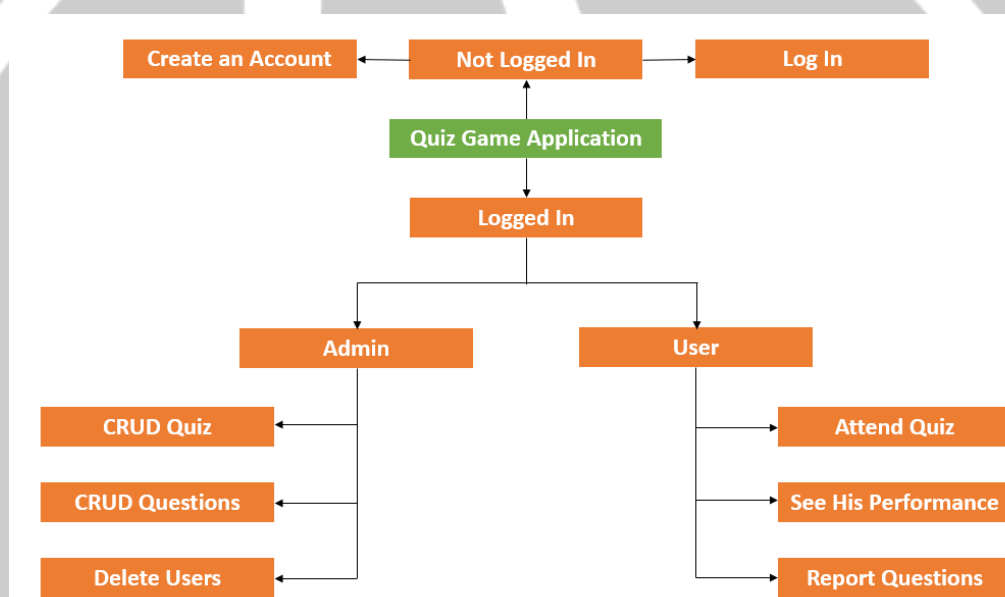 Create an Account
Not Logged In
Log In
Quiz Game Application
Logged In
Admin
User
CRUD Quiz
Attend Quiz
CRUD Questions
See His Performance
Delete Users
Report Questions